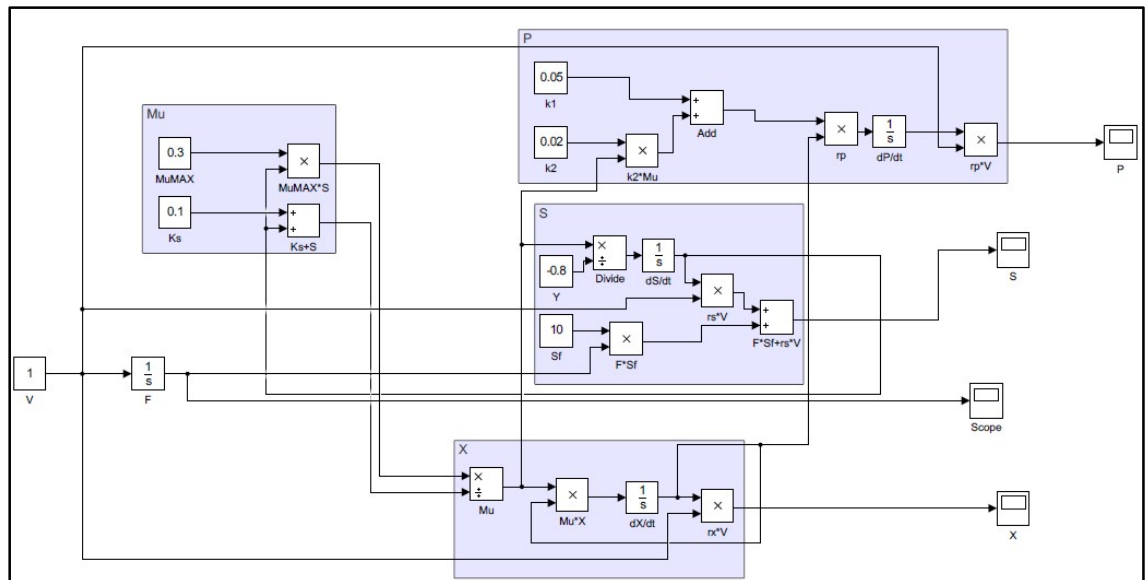 P
0.05
k1
Add
0.02
k2
k2*Mu
rp
1
s
dP/dt
rp*V
P
Mu
0.3
MuMAX
MuMAX*S
0.1
Ks
Ks+S
S
-0.8
Y
Divide
1
s
dS/dt
rs*V
10
Sf
F*Sf
F*Sf+rs*V
S
1
V
1
s
F
Scope
X
Mu
Mu*X
1
s
dX/dt
rx*V
X